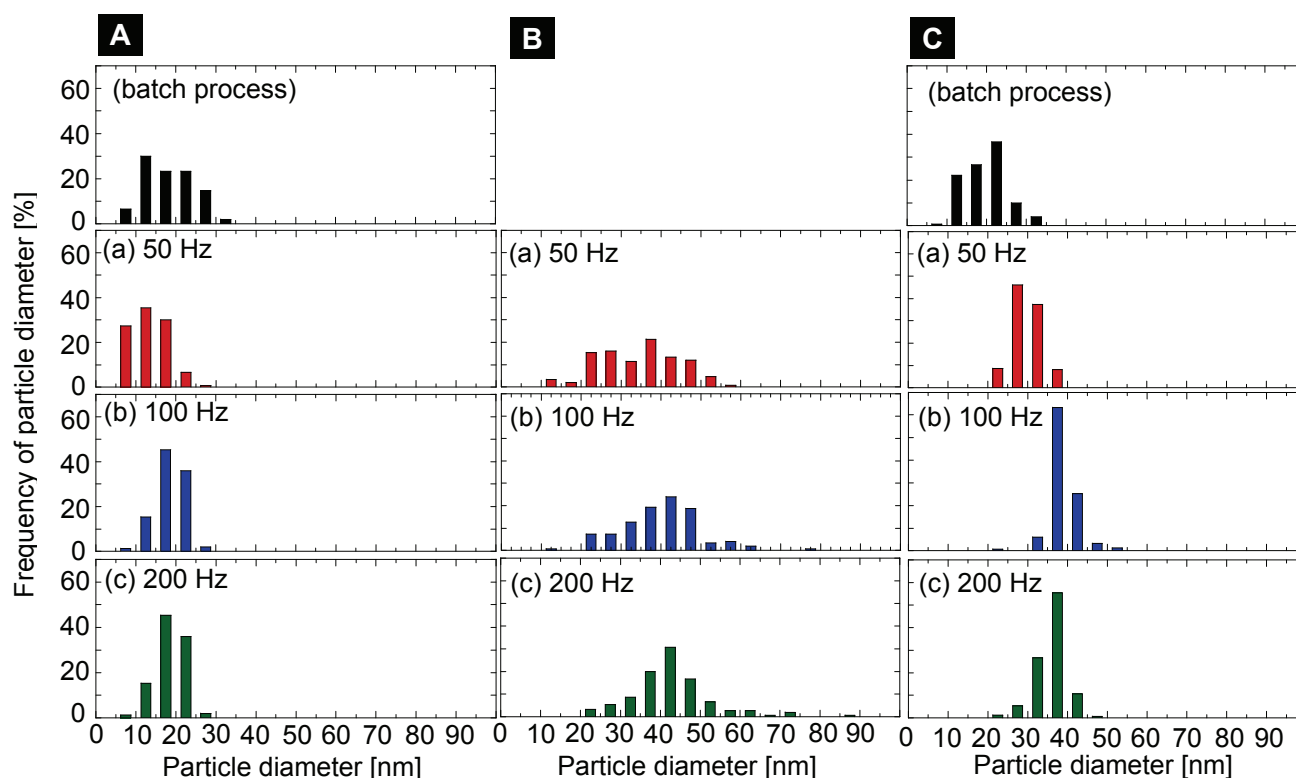 A
B
C
Frequency of particle diameter [%]
(batch process)
60
40
20
0
(a) 50 Hz
60
40
20
0
(b) 100 Hz
60
40
20
0
(c) 200 Hz
60
40
20
0
0 10 20 30 40 50 60 70 80 90
Particle diameter [nm]
(a) 50 Hz
(b) 100 Hz
(c) 200 Hz
0 10 20 30 40 50 60 70 80 90
Particle diameter [nm]
(batch process)
(a) 50 Hz
(b) 100 Hz
(c) 200 Hz
0 10 20 30 40 50 60 70 80 90
Particle diameter [nm]